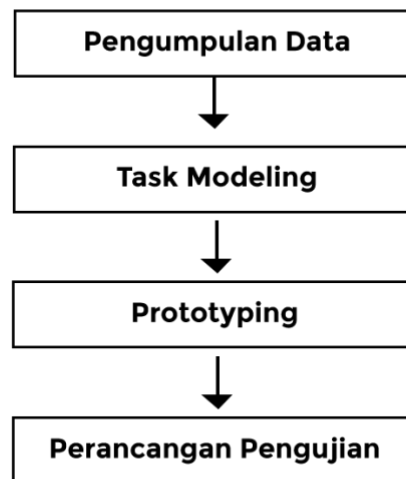 Pengumpulan Data
Task Modeling
Prototyping
Perancangan Pengujian